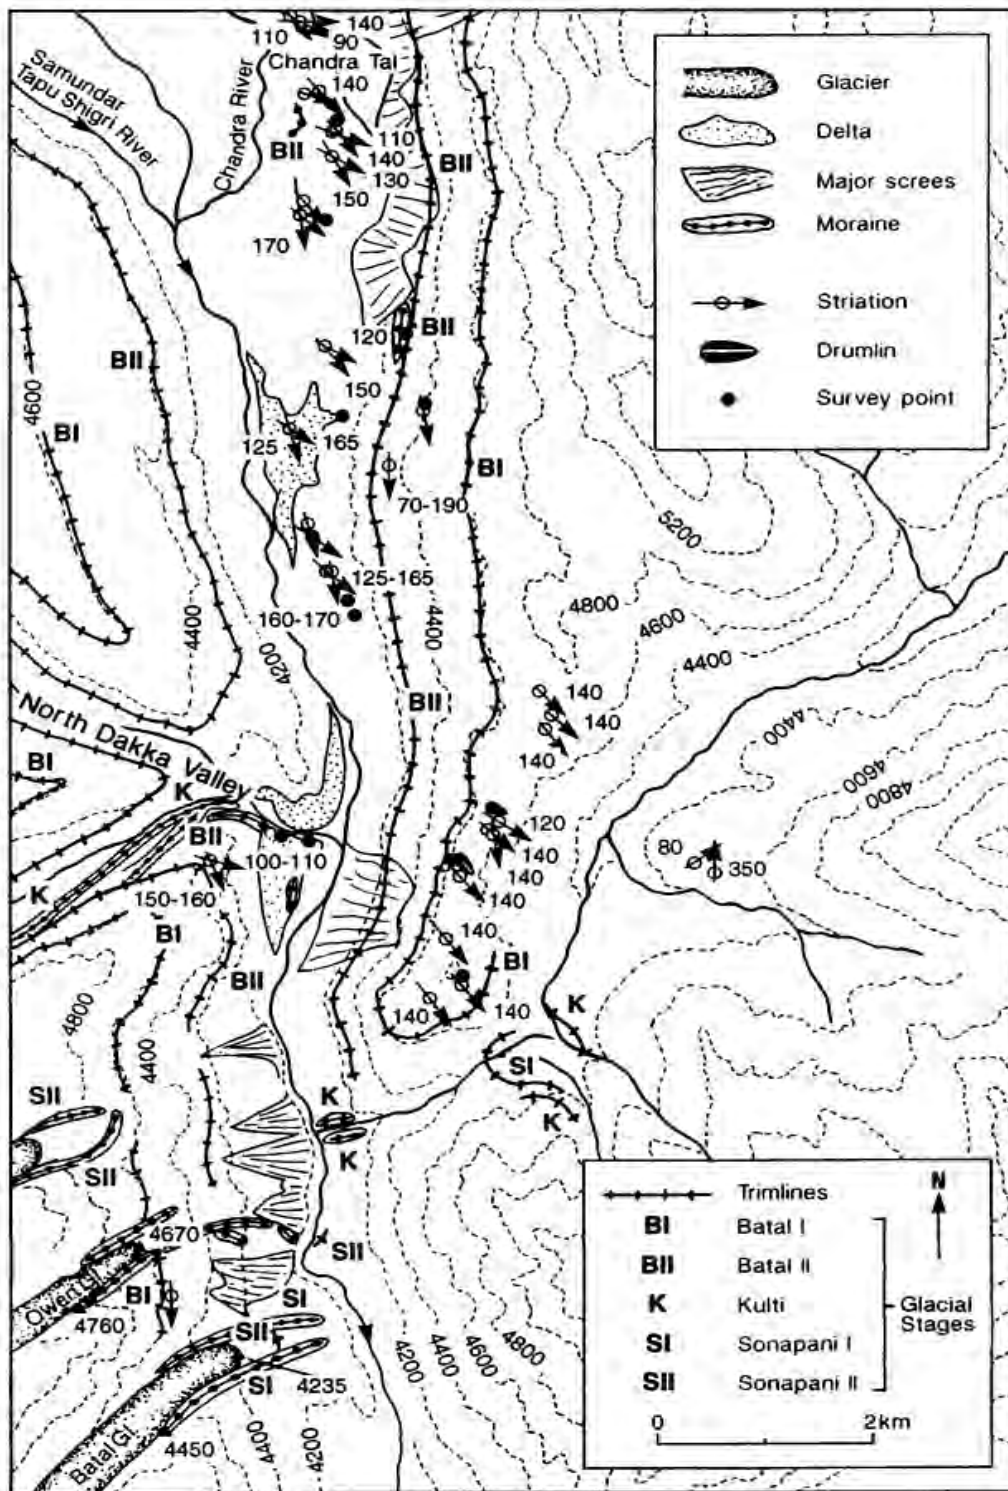 110
140
90
Chandra Tal
140
Samundar
Tapu Shigri River
Chandra River
BII
110
140
130
150
170
BII
Glacier
Delta
Major screes
Moraine
Striation
Drumlin
Survey point
120
BII
BII
4600
BI
150
125
165
BI
70-190
5200
125-165
160-170
4400
4200
4400
4800
4600
4400
140
140
140
BII
4400
4600
4800
North Dakka Valley
BI
K
BII
K
100-110
150-160
BI
120
140
140
80
350
140
BI
BII
140
140
K
4800
4400
SI
K
K
K
SII
SII
4670
SII
Owert Gl.
BI
4760
SI
SII
SI
4235
Batal Gl.
4450
4400
4200
4200
4400
4600
4800
Trimlines
N
BI Batal I
BII Batal II
K Kulti
SI Sonapani I
SII Sonapani II
Glacial
Stages
0 2km